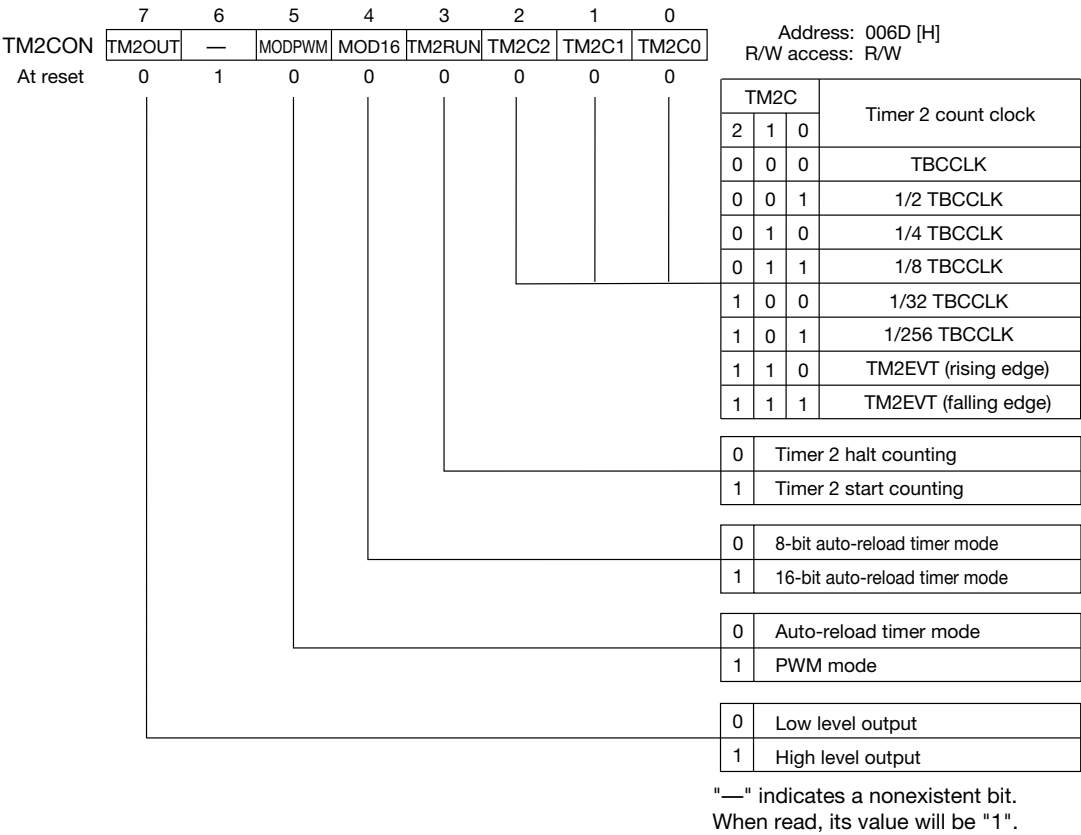 7 6 5 4 3 2 1 0
TM2CON TM2OUT — MODPWM MOD16 TM2RUN TM2C2 TM2C1 TM2C0
At reset 0 1 0 0 0 0 0 0
Address: 006D [H]
R/W access: R/W
TM2C Timer 2 count clock
2 1 0
0 0 0 TBCCLK
0 0 1 1/2 TBCCLK
0 1 0 1/4 TBCCLK
0 1 1 1/8 TBCCLK
1 0 0 1/32 TBCCLK
1 0 1 1/256 TBCCLK
1 1 0 TM2EVT (rising edge)
1 1 1 TM2EVT (falling edge)
0 Timer 2 halt counting
1 Timer 2 start counting
0 8-bit auto-reload timer mode
1 16-bit auto-reload timer mode
0 Auto-reload timer mode
1 PWM mode
0 Low level output
1 High level output
"—" indicates a nonexistent bit.
When read, its value will be "1".